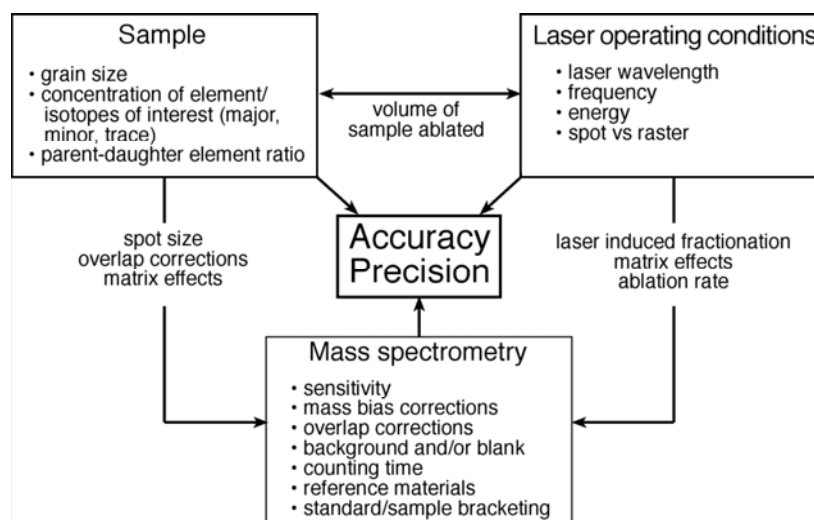 Sample
• grain size
• concentration of element/
isotopes of interest (major,
minor, trace)
• parent-daughter element ratio
volume of
sample ablated
Laser operating conditions
• laser wavelength
• frequency
• energy
• spot vs raster
spot size
overlap corrections
matrix effects
Accuracy
Precision
laser induced fractionation
matrix effects
ablation rate
Mass spectrometry
• sensitivity
• mass bias corrections
• overlap corrections
• background and/or blank
• counting time
• reference materials
• standard/sample bracketing